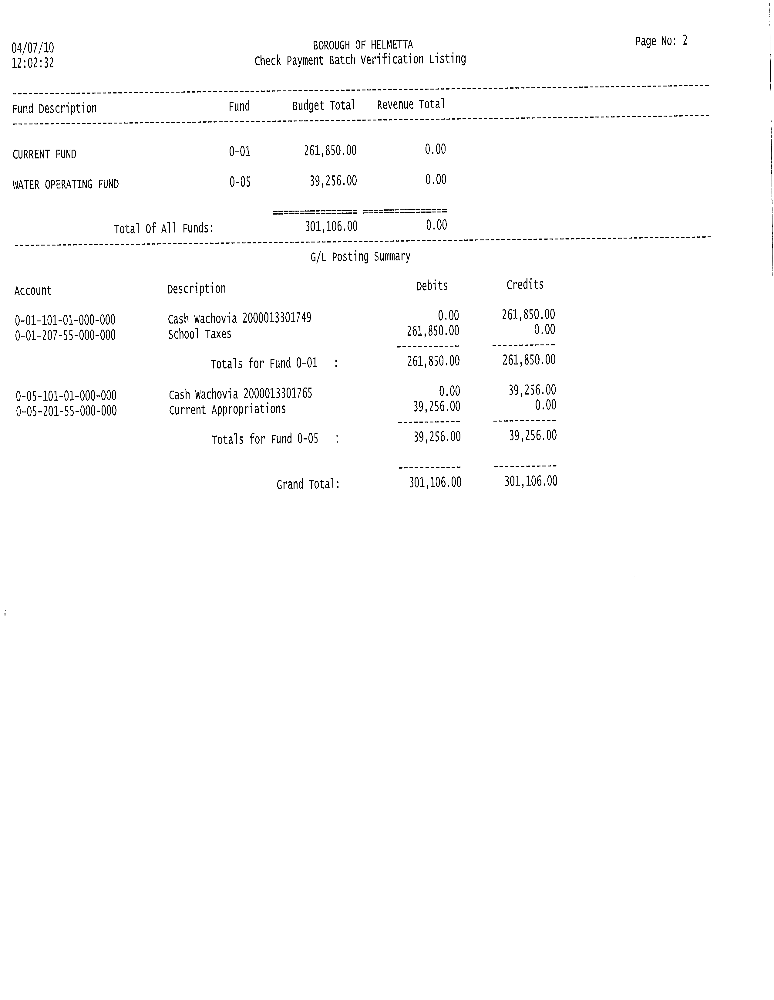 04/07/10 BOROUGH OF HELMETTA Page No: 2
12:02:32 Check Payment Batch Verification Listing
Fund Description Fund Budget Total Revenue Total
CURRENT FUND 0-01 261,850.00 0.00
WATER OPERATING FUND 0-05 39,256.00 0.00
=============== ===============
Total Of All Funds: 301,106.00 0.00
G/L Posting Summary
Account Description Debits Credits
0-01-101-01-000-000 Cash Wachovia 2000013301749 0.00 261,850.00
0-01-207-55-000-000 School Taxes 261,850.00 0.00
Totals for Fund 0-01 : 261,850.00 261,850.00
0-05-101-01-000-000 Cash Wachovia 2000013301765 0.00 39,256.00
0-05-201-55-000-000 Current Appropriations 39,256.00 0.00
Totals for Fund 0-05 : 39,256.00 39,256.00
Grand Total: 301,106.00 301,106.00